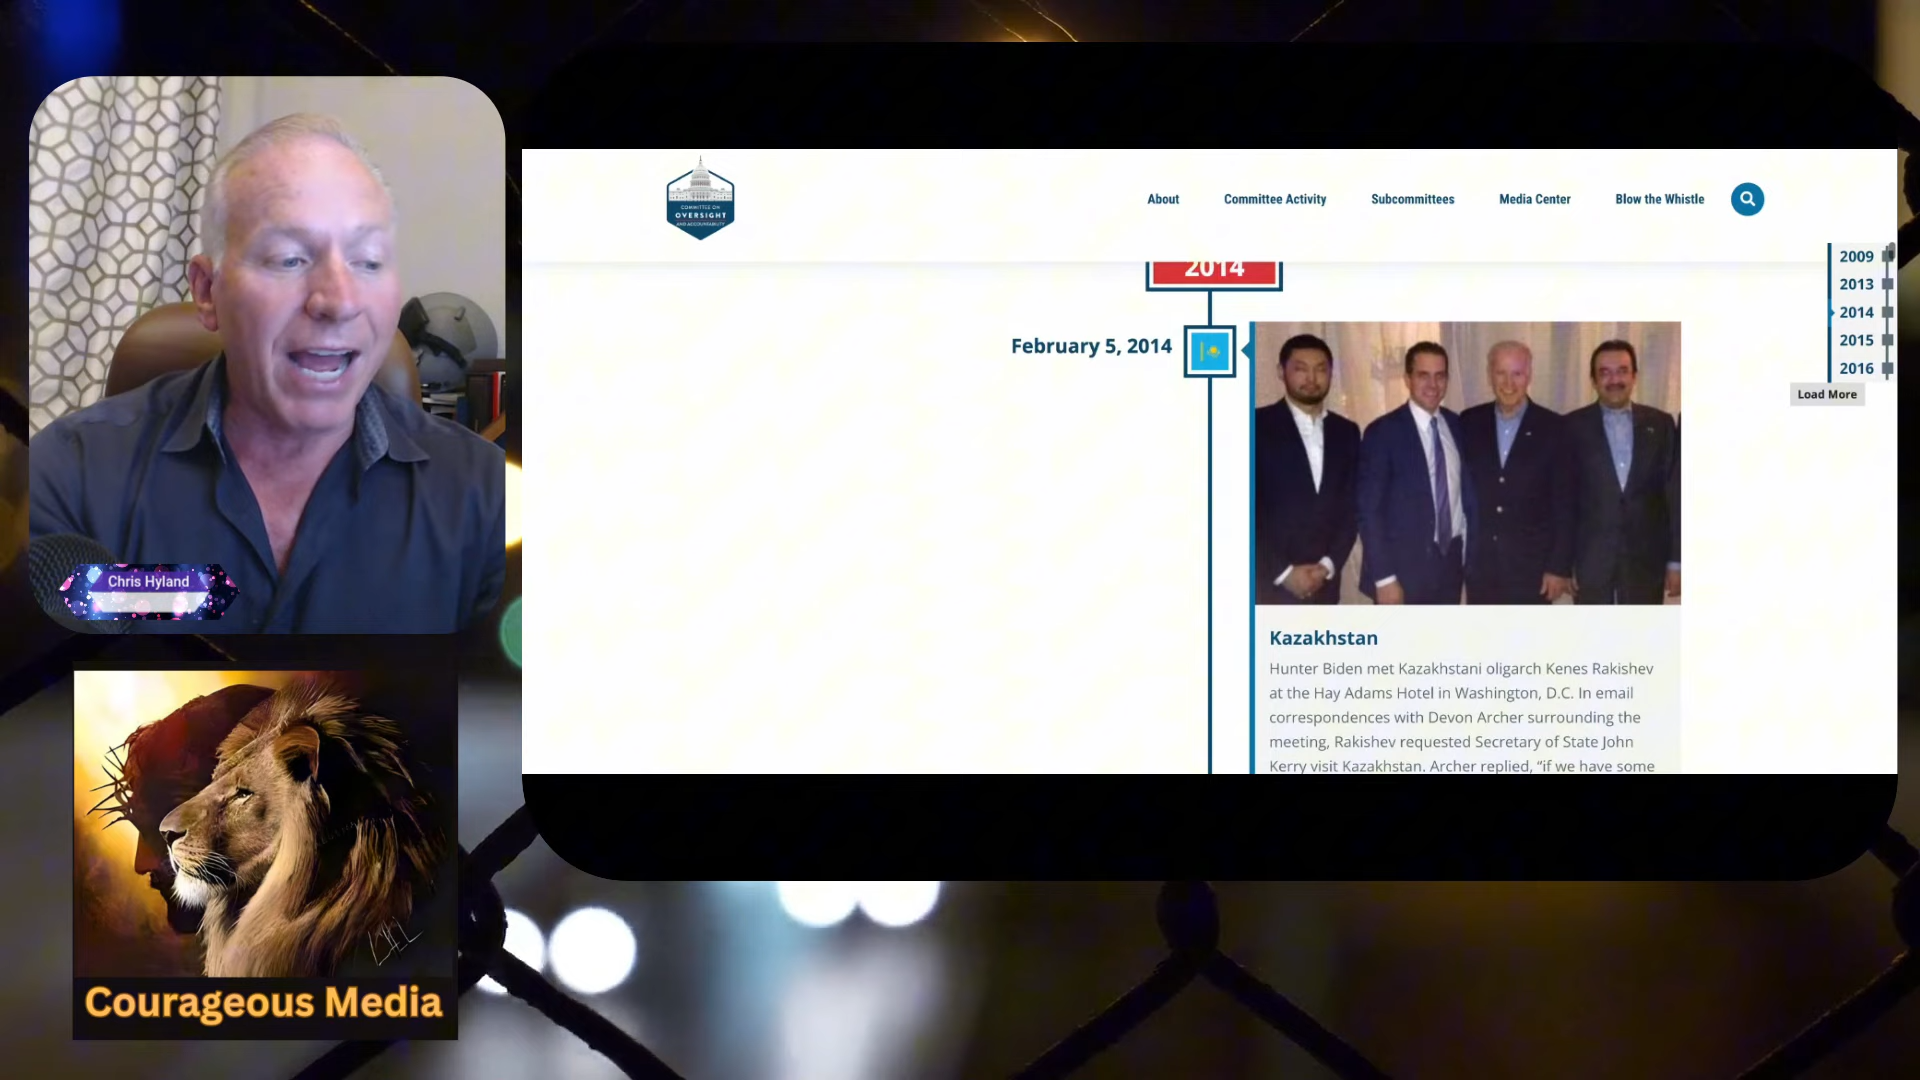 Chris Hyland
Courageous Media
COMMITTEE ON
OVERSIGHT
AND ACCOUNTABILITY
About
Committee Activity
Subcommittees
Media Center
Blow the Whistle
2014
February 5, 2014
Kazakhstan
Hunter Biden met Kazakhstani oligarch Kenes Rakishev
at the Hay Adams Hotel in Washington, D.C. In email
correspondences with Devon Archer surrounding the
meeting, Rakishev requested Secretary of State John
Kerry visit Kazakhstan. Archer replied, “if we have some
2009
2013
2014
2015
2016
Load More